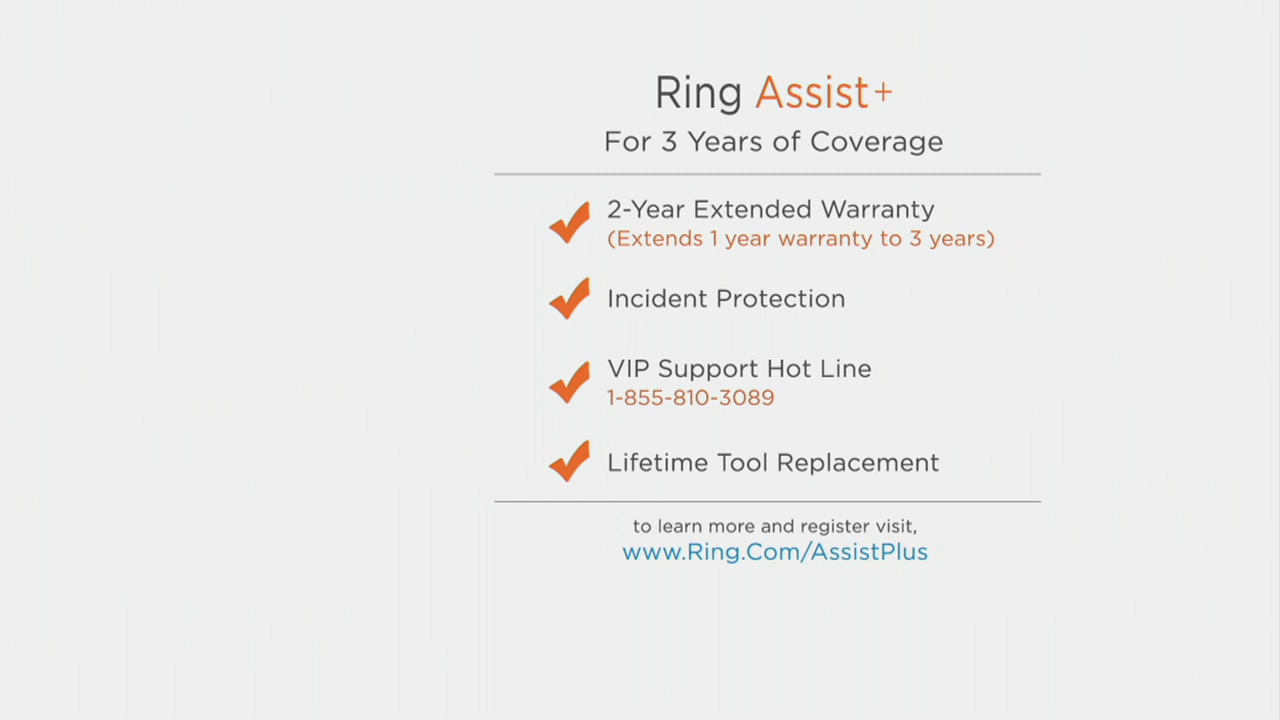 Ring Assist+
For 3 Years of Coverage
2-Year Extended Warranty
(Extends 1 year warranty to 3 years)
Incident Protection
VIP Support Hot Line
1-855-810-3089
Lifetime Tool Replacement
to learn more and register visit,
www.Ring.Com/AssistPlus